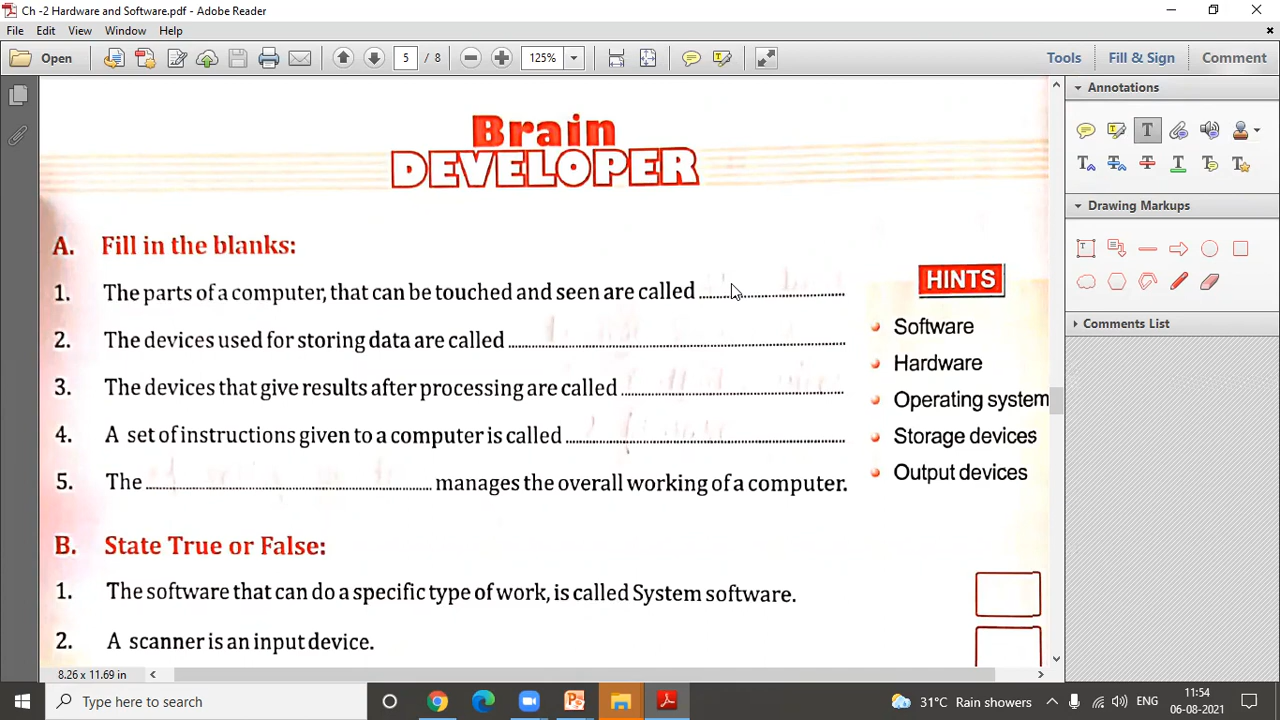 Ch -2 Hardware and Software.pdf - Adobe Reader
File Edit View Window Help
Open 5 / 8 125% Tools Fill & Sign Comment
Annotations
Drawing Markups
Comments List
Brain
DEVELOPER
A. Fill in the blanks:
1. The parts of a computer, that can be touched and seen are called ....................
2. The devices used for storing data are called ....................
3. The devices that give results after processing are called ....................
4. A set of instructions given to a computer is called ....................
5. The .................... manages the overall working of a computer.
HINTS
Software
Hardware
Operating system
Storage devices
Output devices
B. State True or False:
1. The software that can do a specific type of work, is called System software.
2. A scanner is an input device.
8.26 x 11.69 in
Type here to search
31°C Rain showers ENG 11:54
06-08-2021